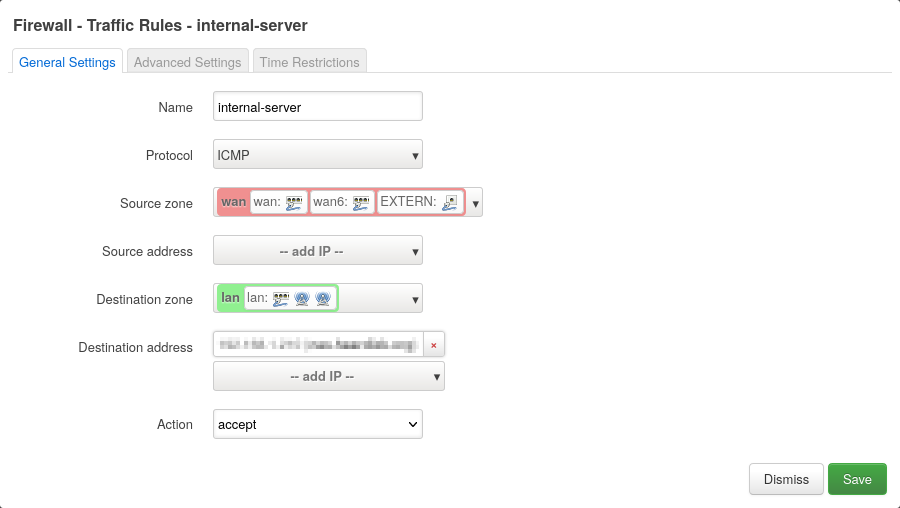 Firewall - Traffic Rules - internal-server
General Settings Advanced Settings Time Restrictions
Name internal-server
Protocol ICMP
Source zone wan wan: wan6: EXTERN:
Source address -- add IP --
Destination zone lan lan:
Destination address
-- add IP --
Action accept
Dismiss Save